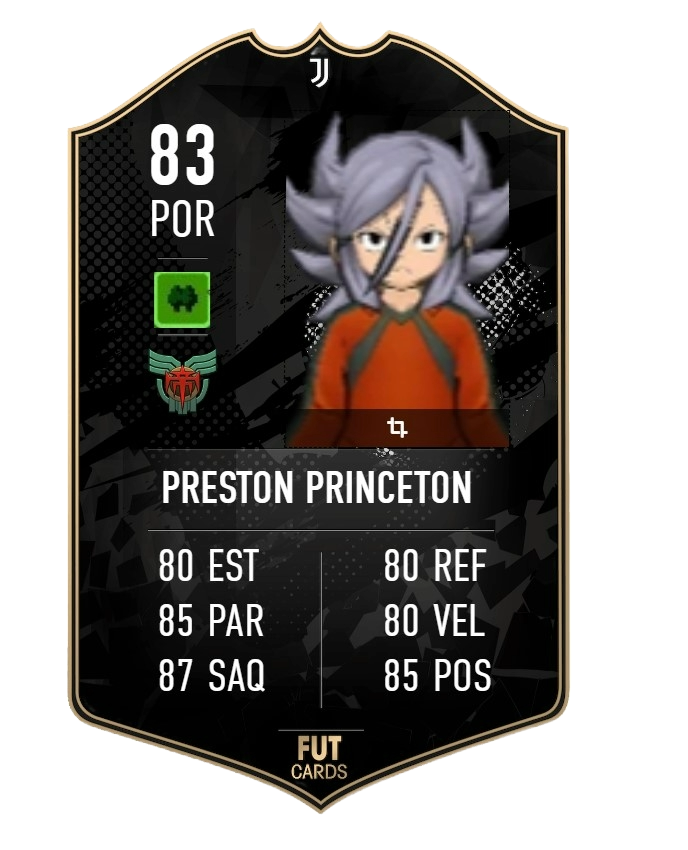 83
POR
PRESTON PRINCETON
80 EST
85 PAR
87 SAQ
80 REF
80 VEL
85 POS
FUT
CARDS